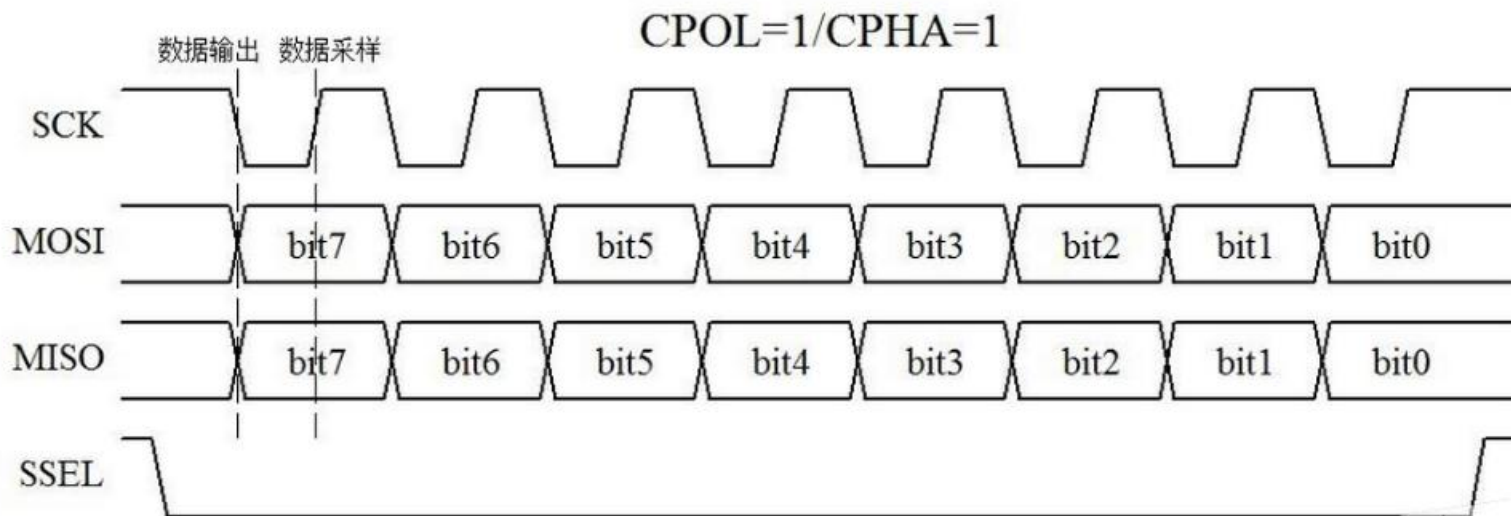 CPOL=1/CPHA=1
数据输出 数据采样
SCK
MOSI bit7 bit6 bit5 bit4 bit3 bit2 bit1 bit0
MISO bit7 bit6 bit5 bit4 bit3 bit2 bit1 bit0
SSEL